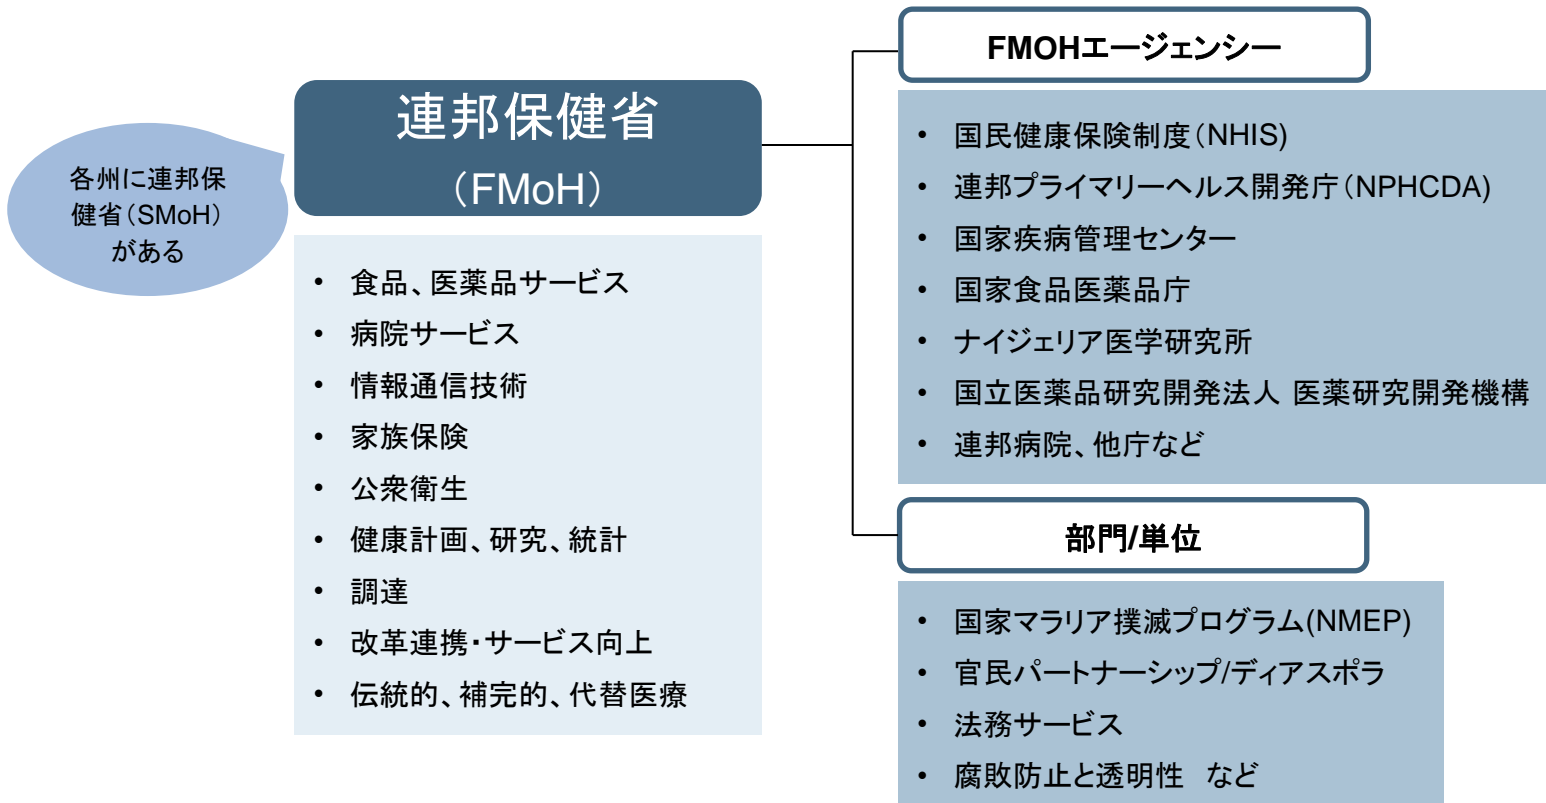 各州に連邦保
健省（SMoH）
がある
連邦保健省
（FMoH）
• 食品、医薬品サービス
• 病院サービス
• 情報通信技術
• 家族保険
• 公衆衛生
• 健康計画、研究、統計
• 調達
• 改革連携・サービス向上
• 伝統的、補完的、代替医療
FMOHエージェンシー
• 国民健康保険制度（NHIS)
• 連邦プライマリーヘルス開発庁（NPHCDA)
• 国家疾病管理センター
• 国家食品医薬品庁
• ナイジェリア医学研究所
• 国立医薬品研究開発法人 医薬研究開発機構
• 連邦病院、他庁など
部門/単位
• 国家マラリア撲滅プログラム(NMEP)
• 官民パートナーシップ/ディアスポラ
• 法務サービス
• 腐敗防止と透明性　など